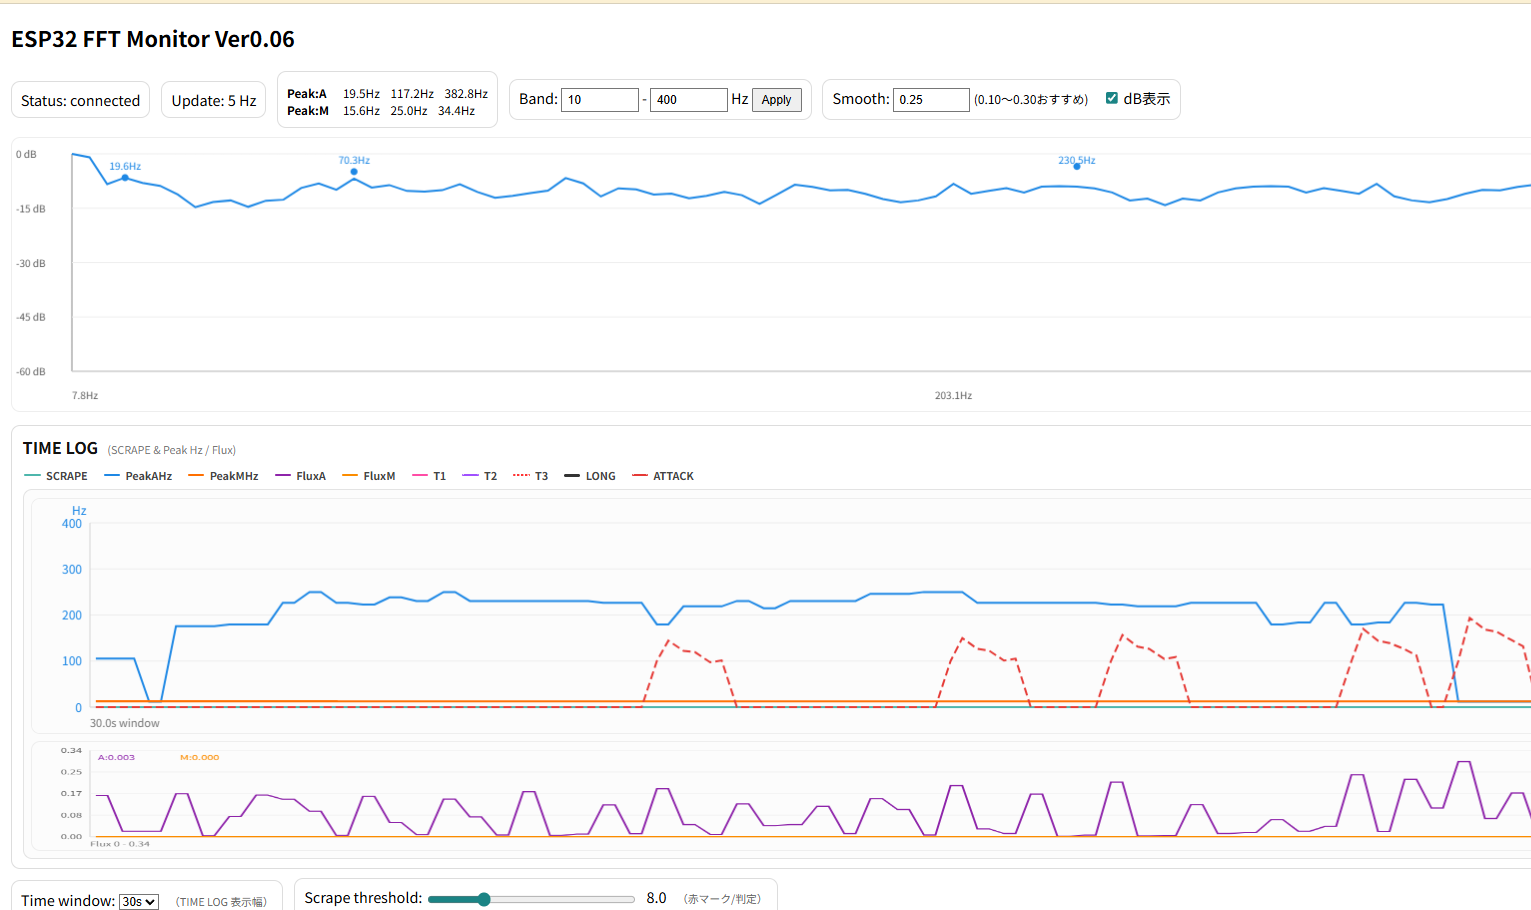 ESP32 FFT Monitor Ver0.06
Status: connected
Update: 5 Hz
Peak:A 19.5Hz 117.2Hz 382.8Hz
Peak:M 15.6Hz 25.0Hz 34.4Hz
Band: 10 - 400 Hz Apply
Smooth: 0.25 (0.10〜0.30おすすめ) dB表示
0 dB
19.6Hz
70.3Hz
230.5Hz
-15 dB
-30 dB
-45 dB
-60 dB
7.8Hz
203.1Hz
TIME LOG (SCRAPE & Peak Hz / Flux)
SCRAPE PeakAHz PeakMHz FluxA FluxM T1 T2 T3 LONG ATTACK
Hz
400
300
200
100
0
30.0s window
0.34
A:0.003 M:0.000
0.25
0.17
0.08
0.00
Flux 0 - 0.34
Time window: 30s （TIME LOG 表示幅）
Scrape threshold: 8.0 （赤マーク/判定）